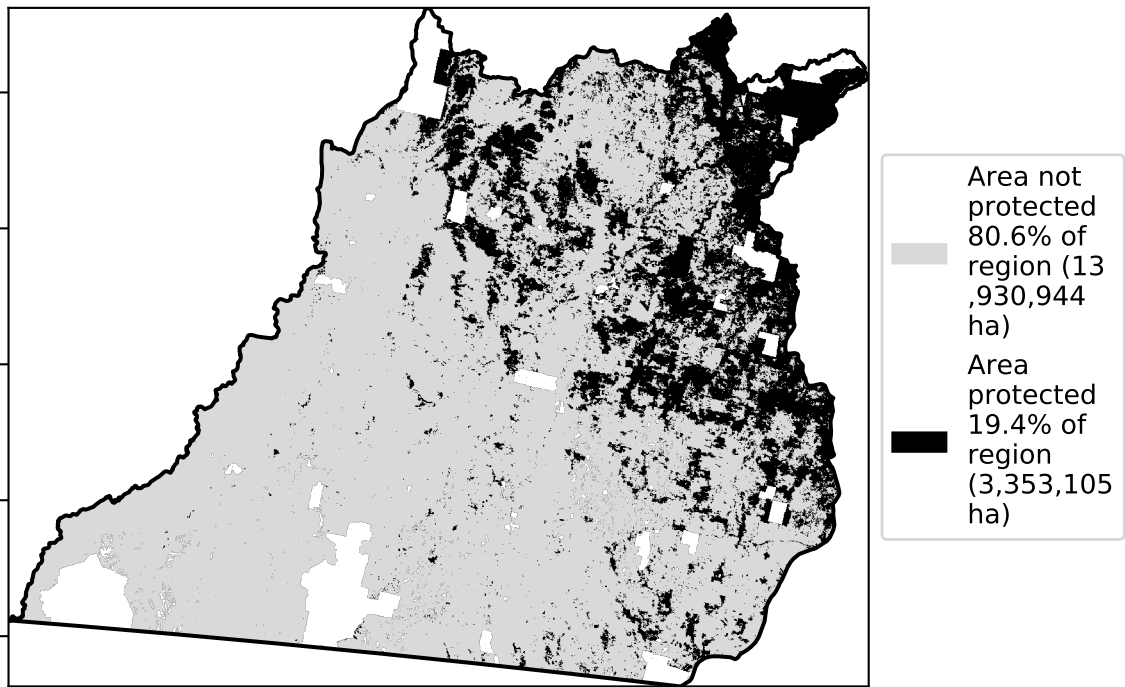 Area not
protected
80.6% of
region (13
,930,944
ha)
Area
protected
19.4% of
region
(3,353,105
ha)